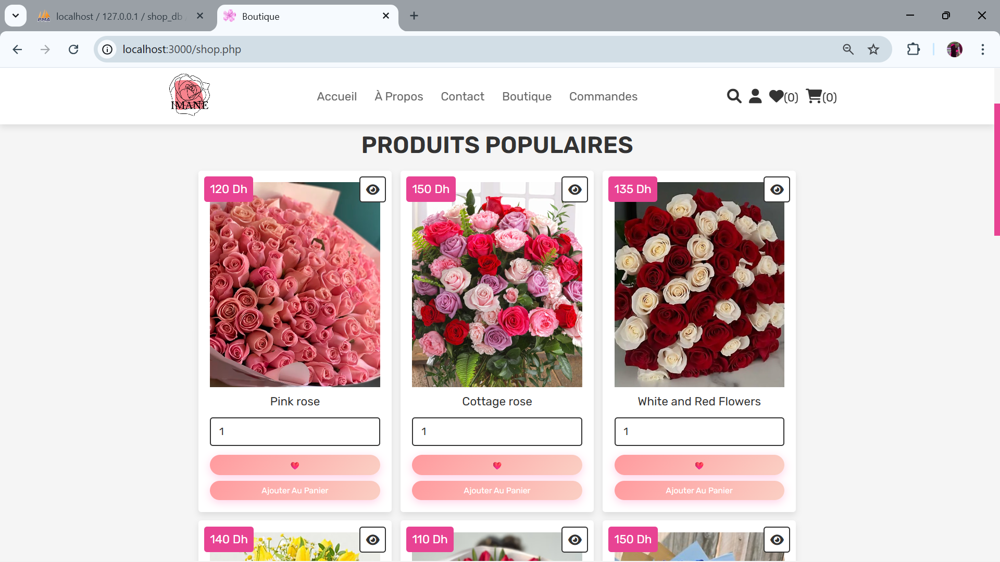 localhost / 127.0.0.1 / shop_db
Boutique
localhost:3000/shop.php
IMANE
Accueil
À Propos
Contact
Boutique
Commandes
(0)
(0)
PRODUITS POPULAIRES
120 Dh
150 Dh
135 Dh
Pink rose
Cottage rose
White and Red Flowers
1
1
1
Ajouter Au Panier
Ajouter Au Panier
Ajouter Au Panier
140 Dh
110 Dh
150 Dh